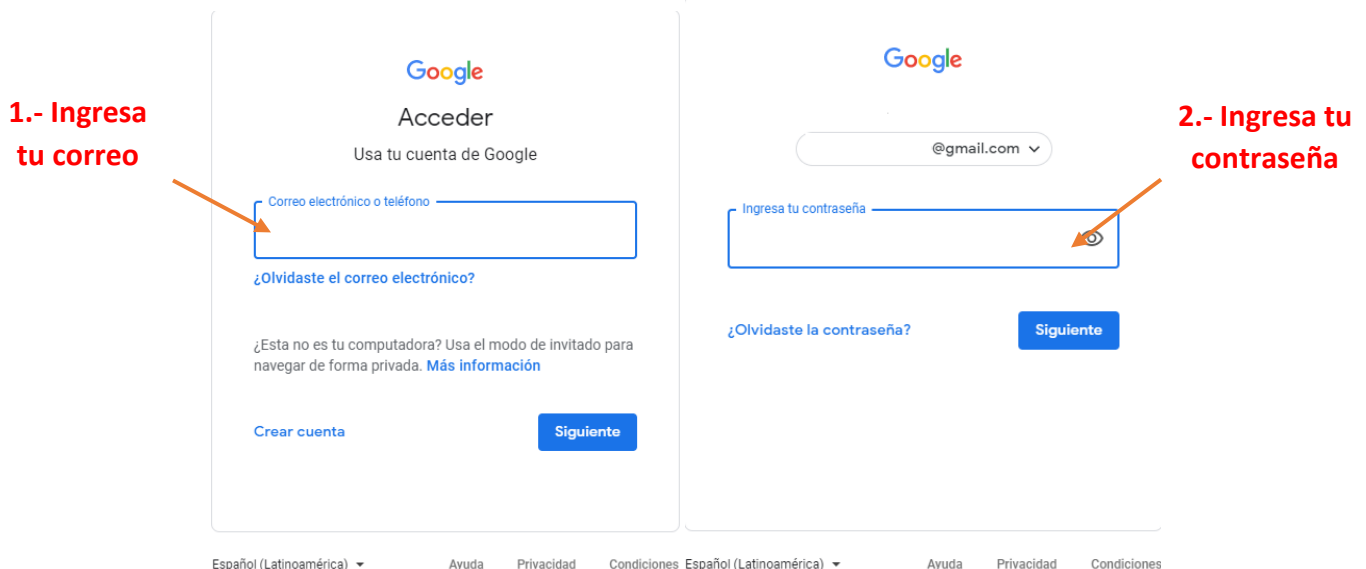 1.- Ingresa
tu correo
Google
Acceder
Usa tu cuenta de Google
Correo electrónico o teléfono
¿Olvidaste el correo electrónico?
¿Esta no es tu computadora? Usa el modo de invitado para
navegar de forma privada. Más información
Crear cuenta
Siguiente
Español (Latinoamérica)
Ayuda
Privacidad
Condiciones
Google
@gmail.com
Ingresa tu contraseña
¿Olvidaste la contraseña?
Siguiente
Español (Latinoamérica)
Ayuda
Privacidad
Condiciones
2.- Ingresa tu
contraseña